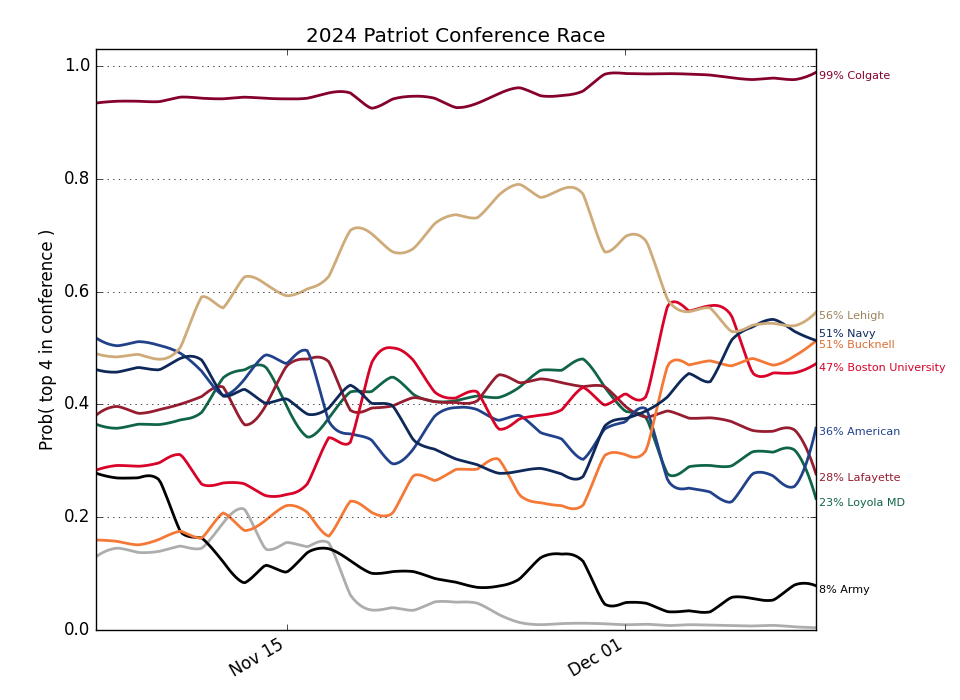 2024 Patriot Conference Race
Prob( top 4 in conference )
1.0
0.8
0.6
0.4
0.2
0.0
Nov 15
Dec 01
99% Colgate
56% Lehigh
51% Navy
51% Bucknell
47% Boston University
36% American
28% Lafayette
23% Loyola MD
8% Army